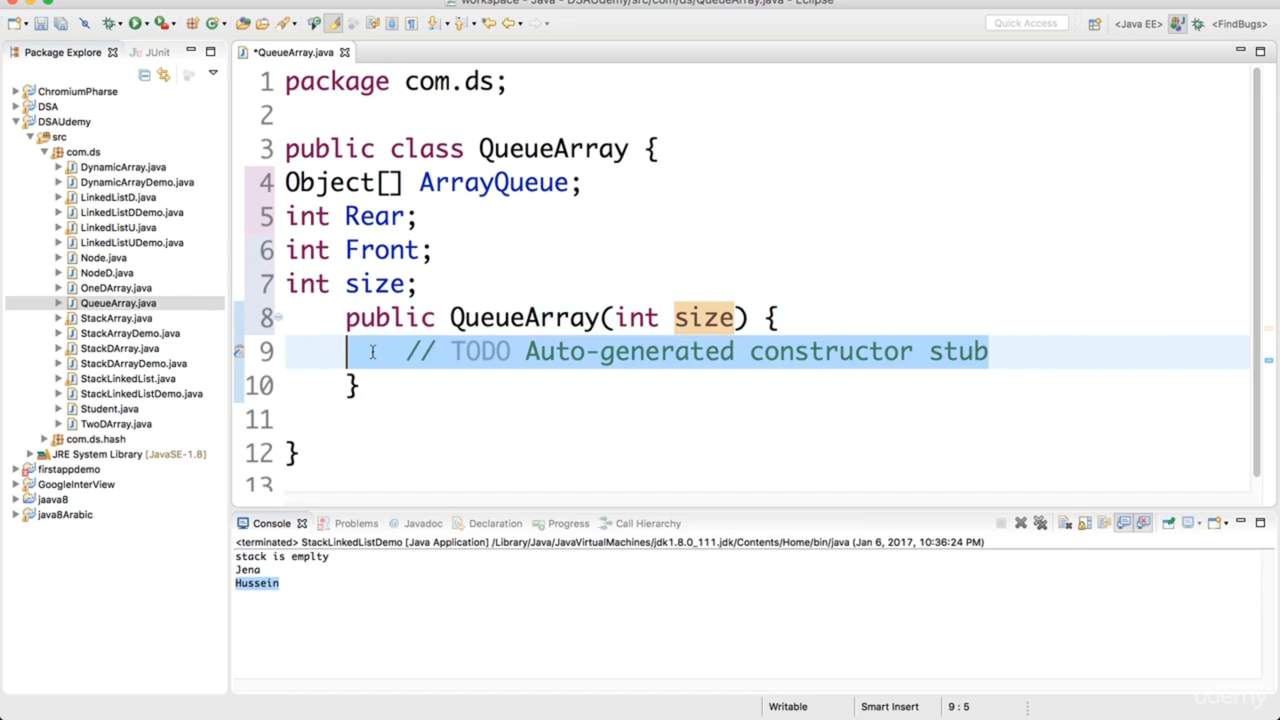 workspace - Java EE - DSAUdemy/src/com/ds/QueueArray.java - Eclipse
Quick Access
<Java EE>
<FindBugs>
Package Explorer
JUnit
*QueueArray.java
ChromiumPharse
DSA
DSAUdemy
src
com.ds
DynamicArray.java
DynamicArrayDemo.java
LinkedListD.java
LinkedListDDemo.java
LinkedListU.java
LinkedListUDemo.java
Node.java
NodeD.java
OneDArray.java
QueueArray.java
StackArray.java
StackArrayDemo.java
StackDArray.java
StackDArrayDemo.java
StackLinkedList.java
StackLinkedListDemo.java
Student.java
TwoDArray.java
com.ds.hash
JRE System Library [JavaSE-1.8]
firstappdemo
GoogleInterView
jaava8
java8Arabic
1 package com.ds;
2
3 public class QueueArray {
4 Object[] ArrayQueue;
5 int Rear;
6 int Front;
7 int size;
8 public QueueArray(int size) {
9 // TODO Auto-generated constructor stub
10 }
11
12 }
13
Console
Problems
Javadoc
Declaration
Progress
Call Hierarchy
<terminated> StackLinkedListDemo [Java Application] /Library/Java/JavaVirtualMachines/jdk1.8.0_111.jdk/Contents/Home/bin/java (Jan 6, 2017, 10:36:24 PM)
stack is emplty
Jena
Hussein
Writable
Smart Insert
9 : 5
udemy